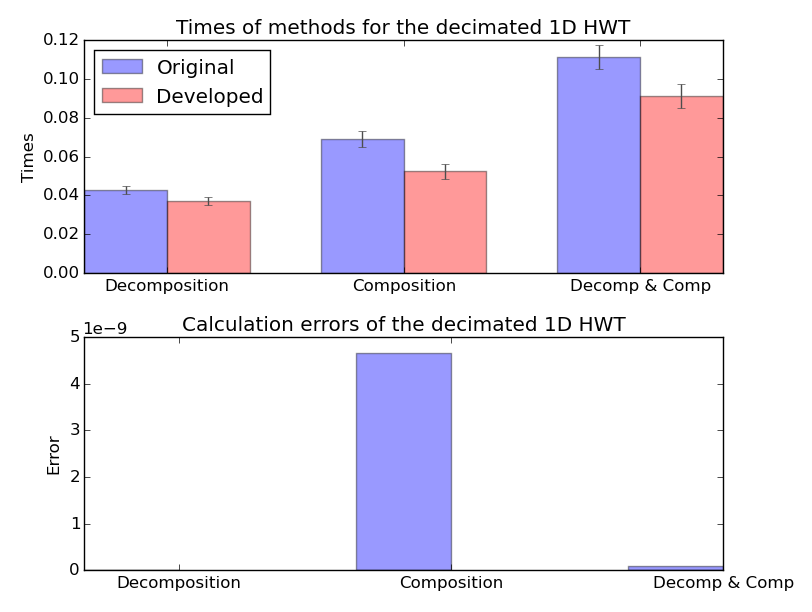 Times of methods for the decimated 1D HWT
0.12
0.10
0.08
0.06
0.04
0.02
0.00
Times
Original
Developed
Decomposition Composition Decomp & Comp
Calculation errors of the decimated 1D HWT
1e−9
5
4
3
2
1
0
Error
Decomposition Composition Decomp & Comp